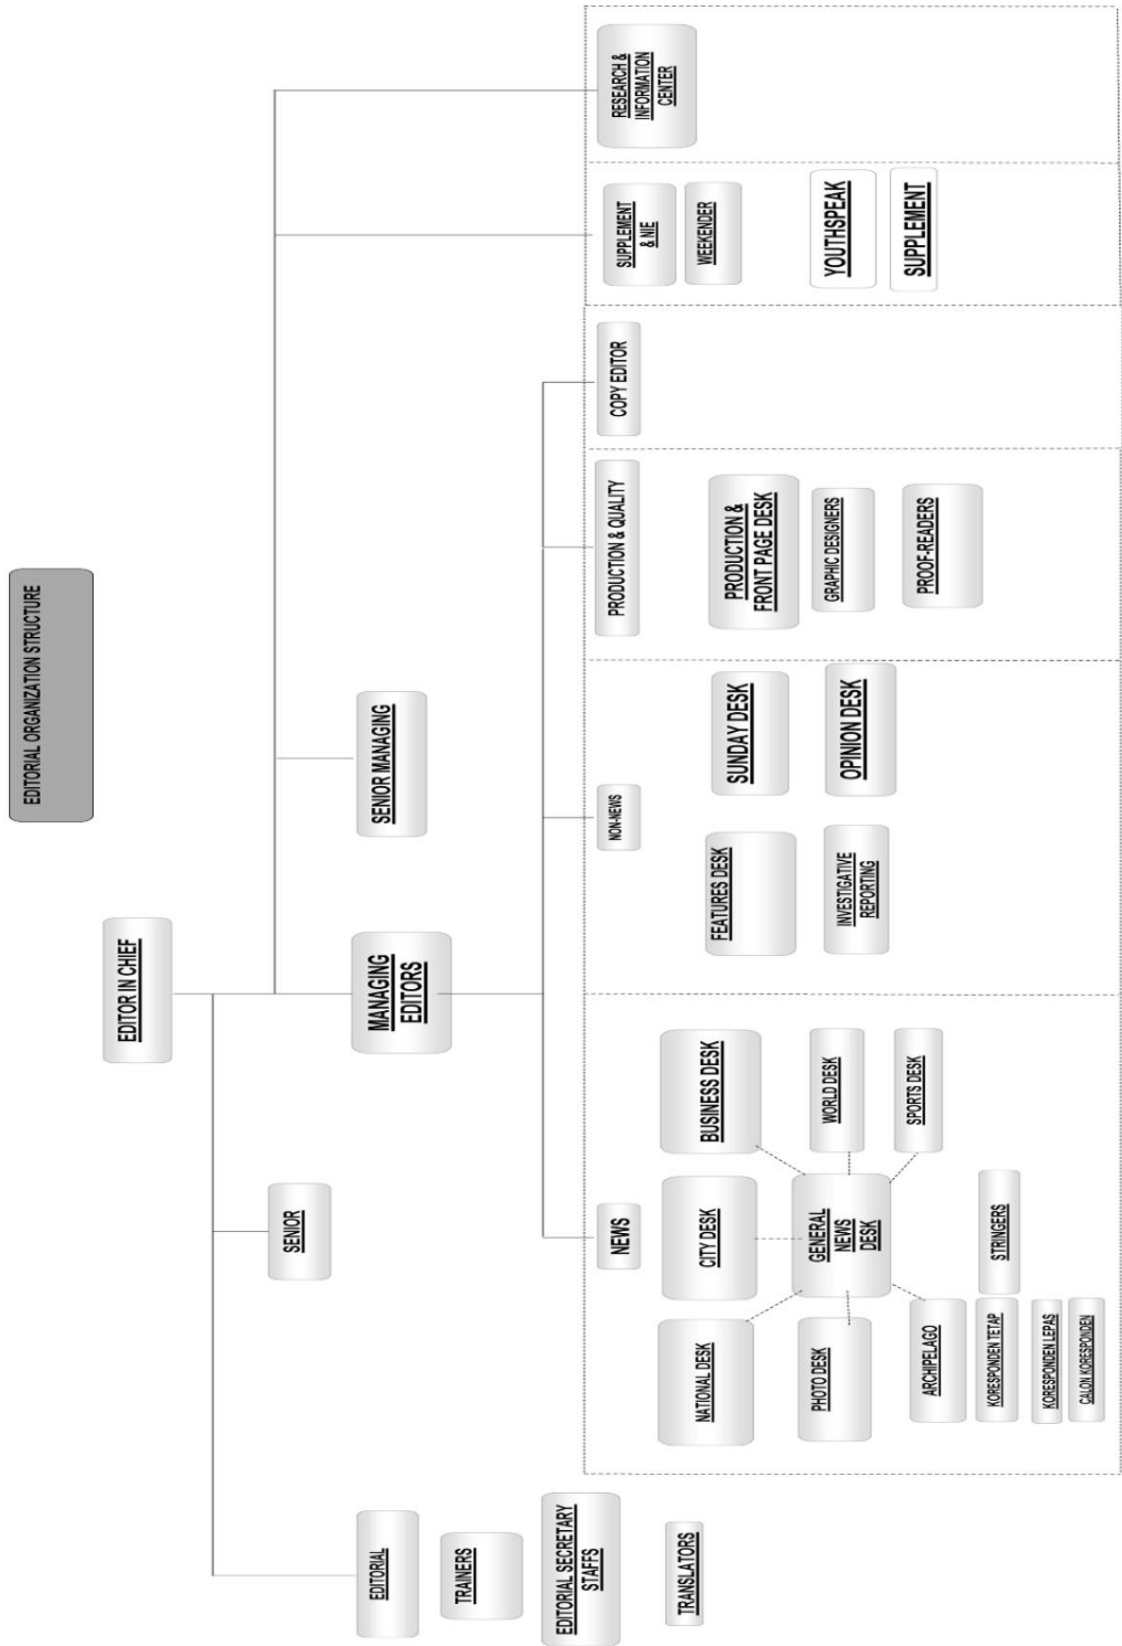 EDITORIAL ORGANIZATION STRUCTURE
EDITOR IN CHIEF
SENIOR
SENIOR MANAGING
EDITORIAL
TRAINERS
EDITORIAL SECRETARY
STAFFS
TRANSLATORS
MANAGING
EDITORS
NEWS
NATIONAL DESK
CITY DESK
BUSINESS DESK
PHOTO DESK
GENERAL
NEWS
DESK
WORLD DESK
SPORTS DESK
ARCHIPELAGO
KORESPONDEN TETAP
KORESPONDEN LEPAS
CALON KORESPONDEN
STRINGERS
NON-NEWS
FEATURES DESK
SUNDAY DESK
INVESTIGATIVE
REPORTING
OPINION DESK
PRODUCTION & QUALITY
PRODUCTION &
FRONT PAGE DESK
GRAPHIC DESIGNERS
PROOF-READERS
COPY EDITOR
SUPPLEMENT
& NIE
WEEKENDER
YOUTHSPEAK
SUPPLEMENT
RESEARCH &
INFORMATION
CENTER